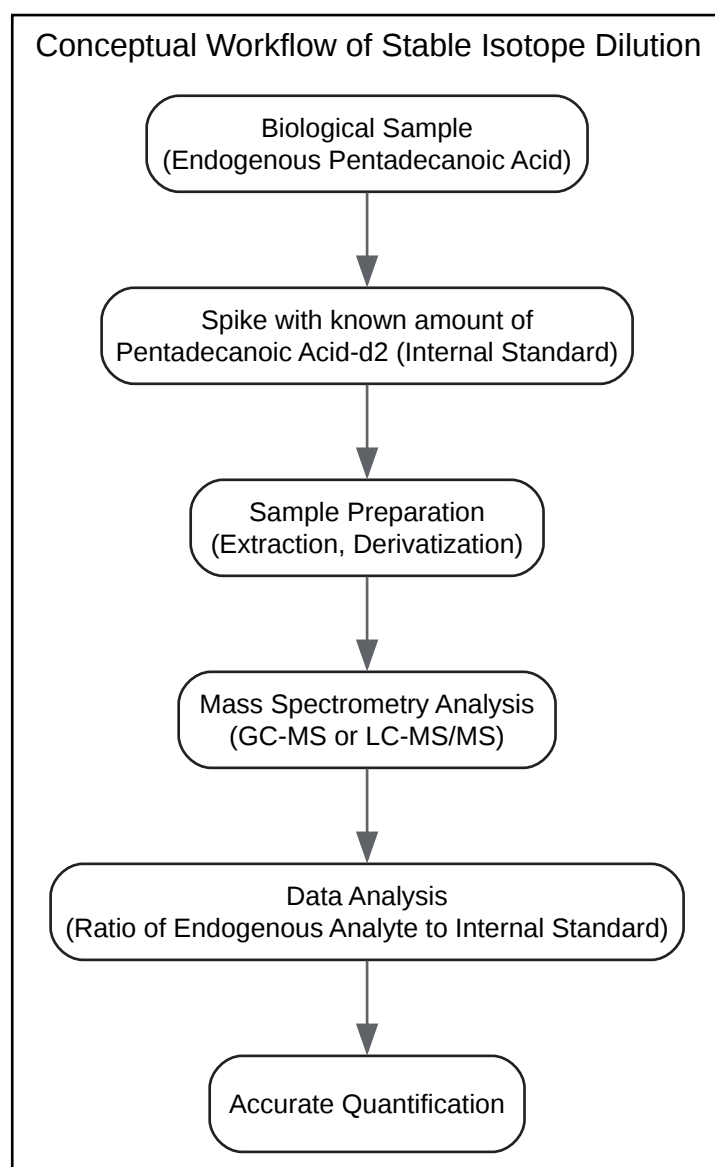 Conceptual Workflow of Stable Isotope Dilution
Biological Sample
(Endogenous Pentadecanoic Acid)
Spike with known amount of
Pentadecanoic Acid-d2 (Internal Standard)
Sample Preparation
(Extraction, Derivatization)
Mass Spectrometry Analysis
(GC-MS or LC-MS/MS)
Data Analysis
(Ratio of Endogenous Analyte to Internal Standard)
Accurate Quantification